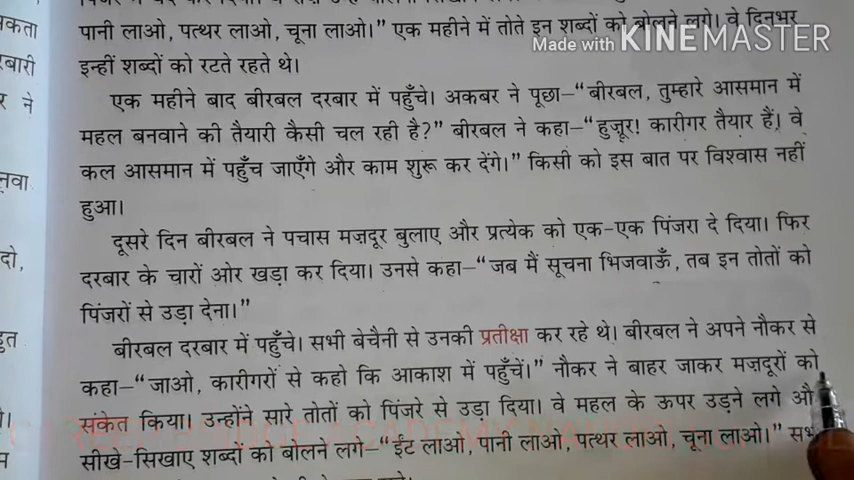 पानी लाओ, पत्थर लाओ, चूना लाओ।” एक महीने में तोते इन शब्दों को बोलने लगे। वे दिनभर
Made with KINEMASTER
इन्हीं शब्दों को रटते रहते थे।
एक महीने बाद बीरबल दरबार में पहुँचे। अकबर ने पूछा–“बीरबल, तुम्हारे आसमान में
महल बनवाने की तैयारी कैसी चल रही है?” बीरबल ने कहा–“हुज़ूर! कारीगर तैयार हैं। वे
कल आसमान में पहुँच जाएँगे और काम शुरू कर देंगे।” किसी को इस बात पर विश्वास नहीं
हुआ।
दूसरे दिन बीरबल ने पचास मज़दूर बुलाए और प्रत्येक को एक-एक पिंजरा दे दिया। फिर
दरबार के चारों ओर खड़ा कर दिया। उनसे कहा–“जब मैं सूचना भिजवाऊँ, तब इन तोतों को
पिंजरों से उड़ा देना।”
बीरबल दरबार में पहुँचे। सभी बेचैनी से उनकी प्रतीक्षा कर रहे थे। बीरबल ने अपने नौकर से
कहा–“जाओ, कारीगरों से कहो कि आकाश में पहुँचें।” नौकर ने बाहर जाकर मज़दूरों को
संकेत किया। उन्होंने सारे तोतों को पिंजरे से उड़ा दिया। वे महल के ऊपर उड़ने लगे
सीखे-सिखाए शब्दों को बोलने लगे–“ईंट लाओ, पानी लाओ, पत्थर लाओ, चूना लाओ।”